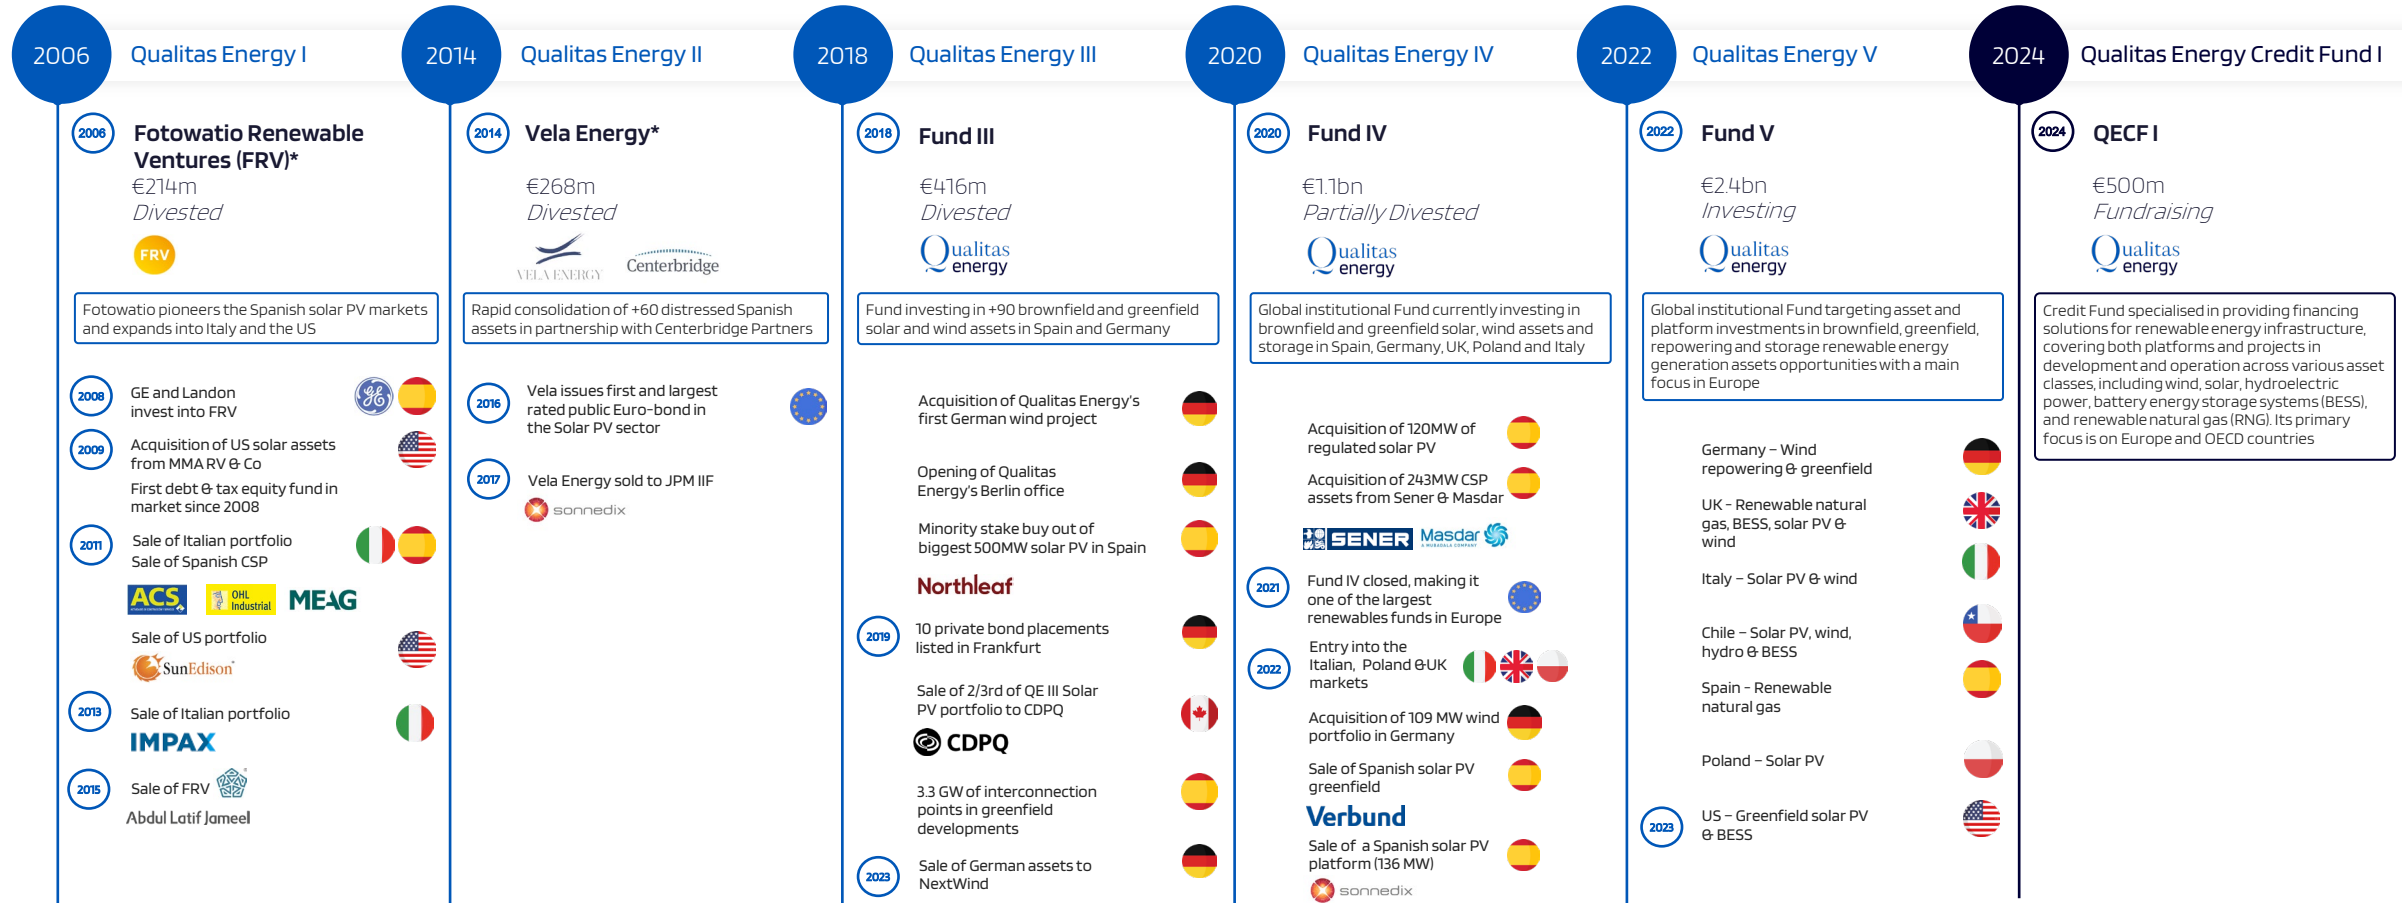 2006
Qualitas Energy I
2014
Qualitas Energy II
2018
Qualitas Energy III
2020
Qualitas Energy IV
2022
Qualitas Energy V
2024
Qualitas Energy Credit Fund I
2006
Fotowatio Renewable
Ventures (FRV)*
€214m
Divested
FRV
Fotowatio pioneers the Spanish solar PV markets
and expands into Italy and the US
2008
GE and Landon
invest into FRV
GE
2009
Acquisition of US solar assets
from MMA RV & Co
First debt & tax equity fund in
market since 2008
2011
Sale of Italian portfolio
Sale of Spanish CSP
ACS
OHL
Industrial
MEAG
Sale of US portfolio
SunEdison
2013
Sale of Italian portfolio
IMPAX
2015
Sale of FRV
Abdul Latif Jameel
2014
Vela Energy*
€268m
Divested
VELA ENERGY
Centerbridge
Rapid consolidation of +60 distressed Spanish
assets in partnership with Centerbridge Partners
2016
Vela issues first and largest
rated public Euro-bond in
the Solar PV sector
2017
Vela Energy sold to JPM IIF
sonnedix
2018
Fund III
€416m
Divested
Qualitas
energy
Fund investing in +90 brownfield and greenfield
solar and wind assets in Spain and Germany
Acquisition of Qualitas Energy's
first German wind project
Opening of Qualitas
Energy's Berlin office
Minority stake buy out of
biggest 500MW solar PV in Spain
Northleaf
2019
10 private bond placements
listed in Frankfurt
Sale of 2/3rd of QE III Solar
PV portfolio to CDPQ
CDPQ
3.3 GW of interconnection
points in greenfield
developments
2023
Sale of German assets to
NextWind
2020
Fund IV
€1.1bn
Partially Divested
Qualitas
energy
Global institutional Fund currently investing in
brownfield and greenfield solar, wind assets and
storage in Spain, Germany, UK, Poland and Italy
Acquisition of 120MW of
regulated solar PV
Acquisition of 243MW CSP
assets from Sener & Masdar
SENER
Masdar
A MUBADALA COMPANY
2021
Fund IV closed, making it
one of the largest
renewables funds in Europe
2022
Entry into the
Italian, Poland &UK
markets
Acquisition of 109 MW wind
portfolio in Germany
Sale of Spanish solar PV
greenfield
Verbund
Sale of a Spanish solar PV
platform (136 MW)
sonnedix
2022
Fund V
€2.4bn
Investing
Qualitas
energy
Global institutional Fund targeting asset and
platform investments in brownfield, greenfield,
repowering and storage renewable energy
generation assets opportunities with a main
focus in Europe
Germany – Wind
repowering & greenfield
UK - Renewable natural
gas, BESS, solar PV &
wind
Italy – Solar PV & wind
Chile – Solar PV, wind,
hydro & BESS
Spain - Renewable
natural gas
Poland – Solar PV
2023
US – Greenfield solar PV
& BESS
2024
QECF I
€500m
Fundraising
Qualitas
energy
Credit Fund specialised in providing financing
solutions for renewable energy infrastructure,
covering both platforms and projects in
development and operation across various asset
classes, including wind, solar, hydroelectric
power, battery energy storage systems (BESS),
and renewable natural gas (RNG). Its primary
focus is on Europe and OECD countries